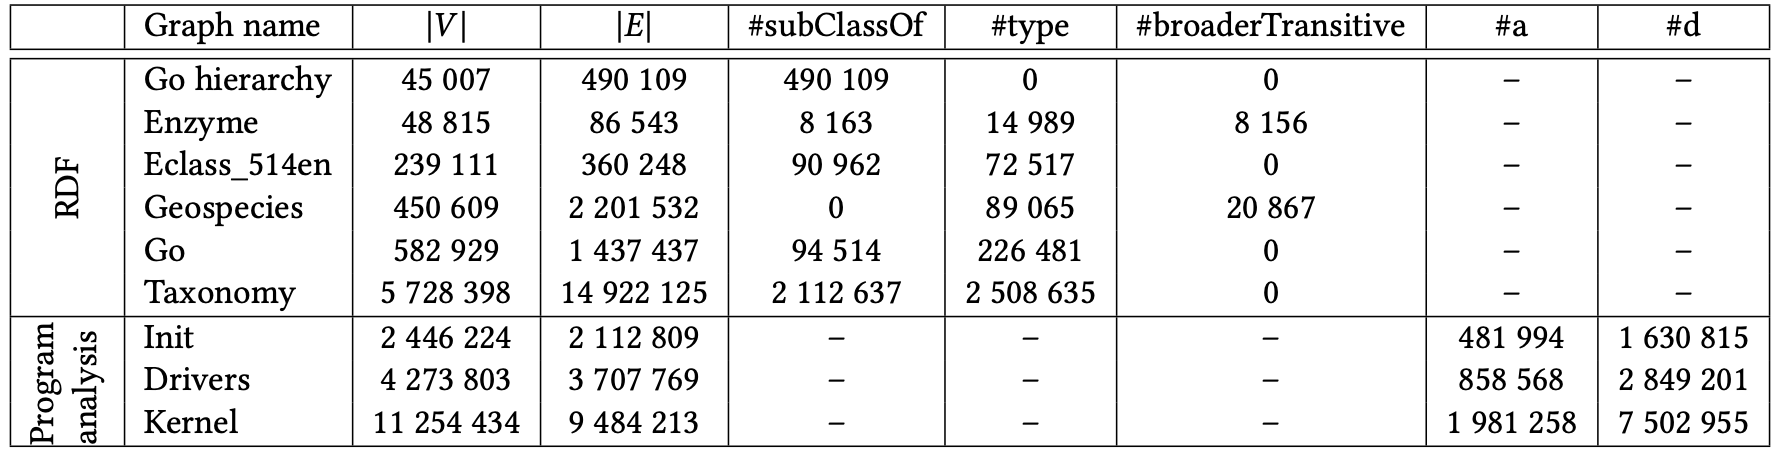 Graph name |V| |E| #subClassOf #type #broaderTransitive #a #d
RDF
Go hierarchy 45 007 490 109 490 109 0 0 – –
Enzyme 48 815 86 543 8 163 14 989 8 156 – –
Eclass_514en 239 111 360 248 90 962 72 517 0 – –
Geospecies 450 609 2 201 532 0 89 065 20 867 – –
Go 582 929 1 437 437 94 514 226 481 0 – –
Taxonomy 5 728 398 14 922 125 2 112 637 2 508 635 0 – –
Program
analysis
Init 2 446 224 2 112 809 – – – 481 994 1 630 815
Drivers 4 273 803 3 707 769 – – – 858 568 2 849 201
Kernel 11 254 434 9 484 213 – – – 1 981 258 7 502 955